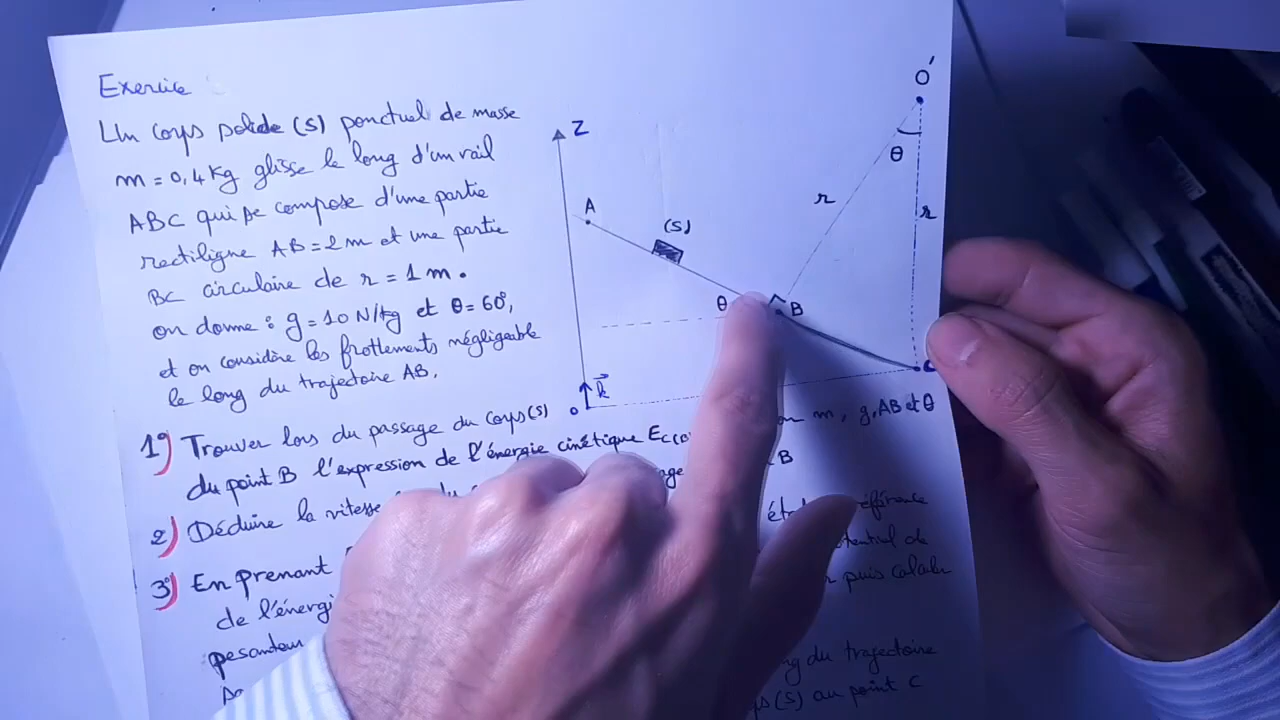 Exercice
Un corps solide (S) ponctuel de masse
m = 0,4 Kg glisse le long d'un rail
ABC qui se compose d'une partie
rectiligne AB = 2 m et une partie
BC circulaire de r = 1 m.
on donne : g = 10 N/kg et θ = 60°,
et on considère les frottements négligeable
le long du trajectoire AB.
1°) Trouver lors du passage du corps (S)
du point B l'expression de l'énergie cinétique Ec(B
m, g, AB et θ
2) Déduire la vitesse
B
3°) En prenant
référence
de l'énergi
potentiel de
pesanteur
puis calculer
du trajectoire
(S) au point C
Z
A
(S)
θ
B
O'
θ
r
r
C
o
k